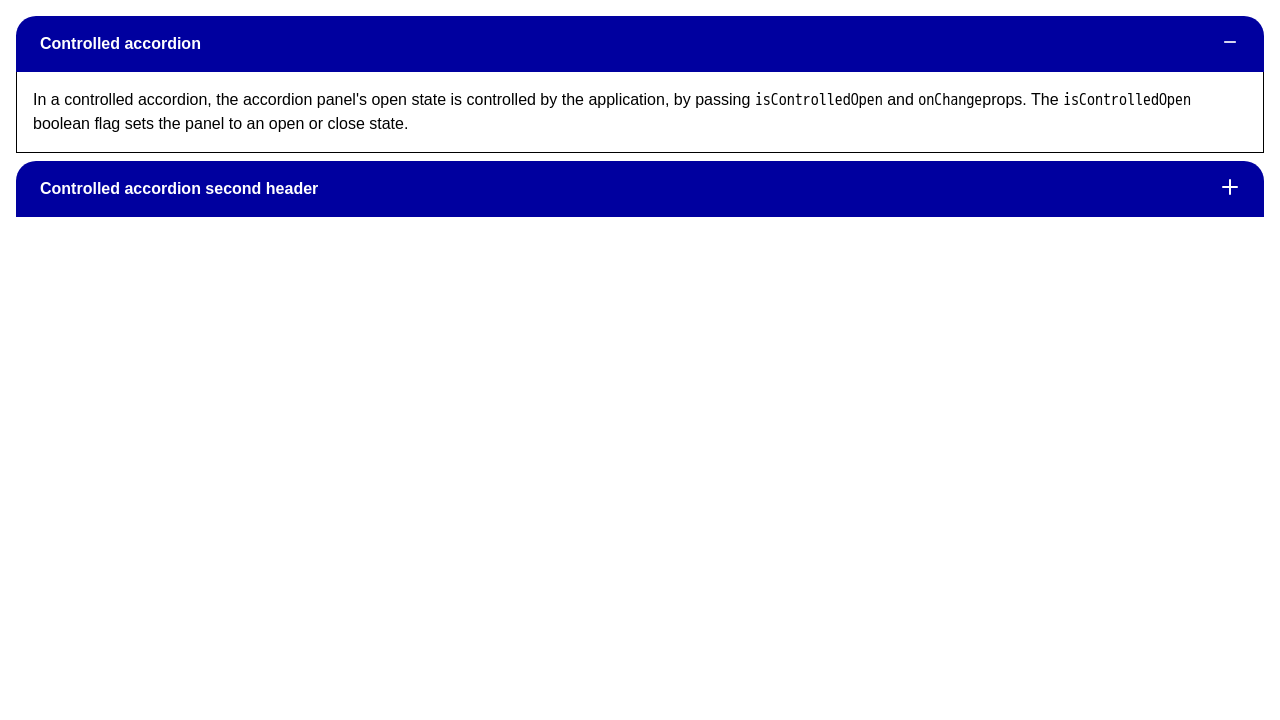 Controlled accordion
In a controlled accordion, the accordion panel's open state is controlled by the application, by passing isControlledOpen and onChangeprops. The isControlledOpen
boolean flag sets the panel to an open or close state.
Controlled accordion second header